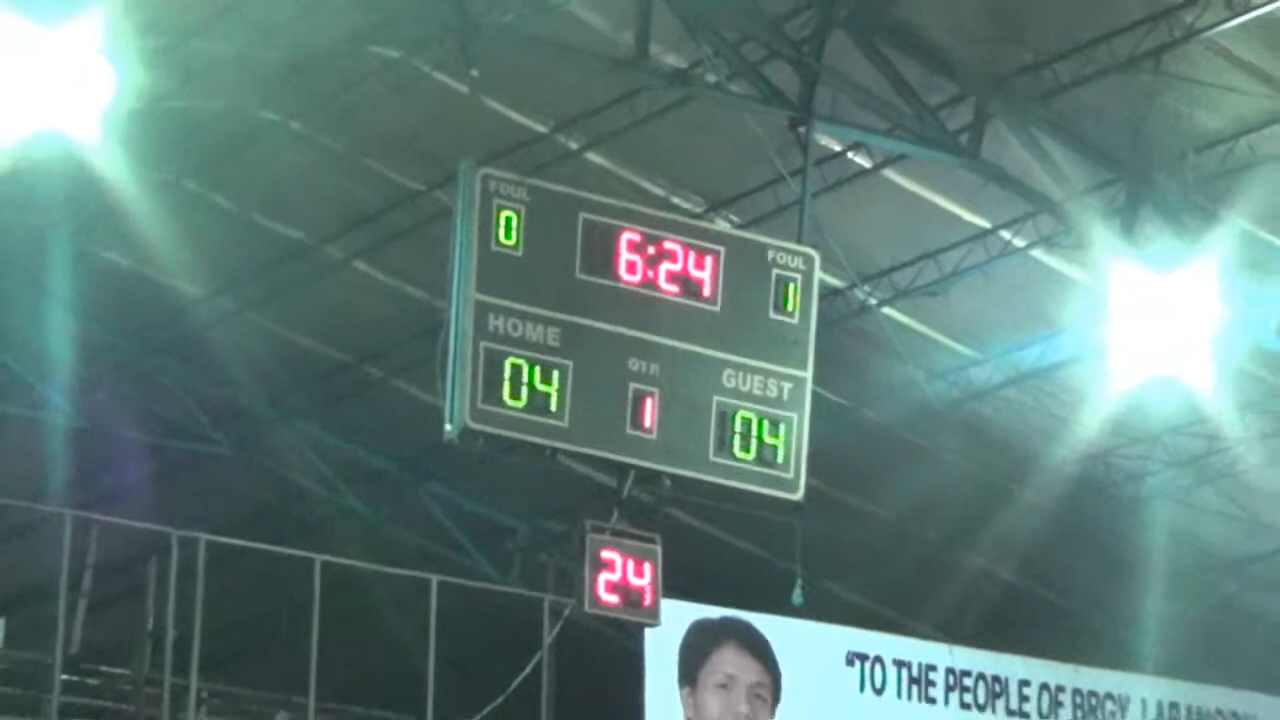 FOUL
0
6:24
FOUL
1
HOME
04
QTR
1
GUEST
04
24
"TO THE PEOPLE OF BRGY